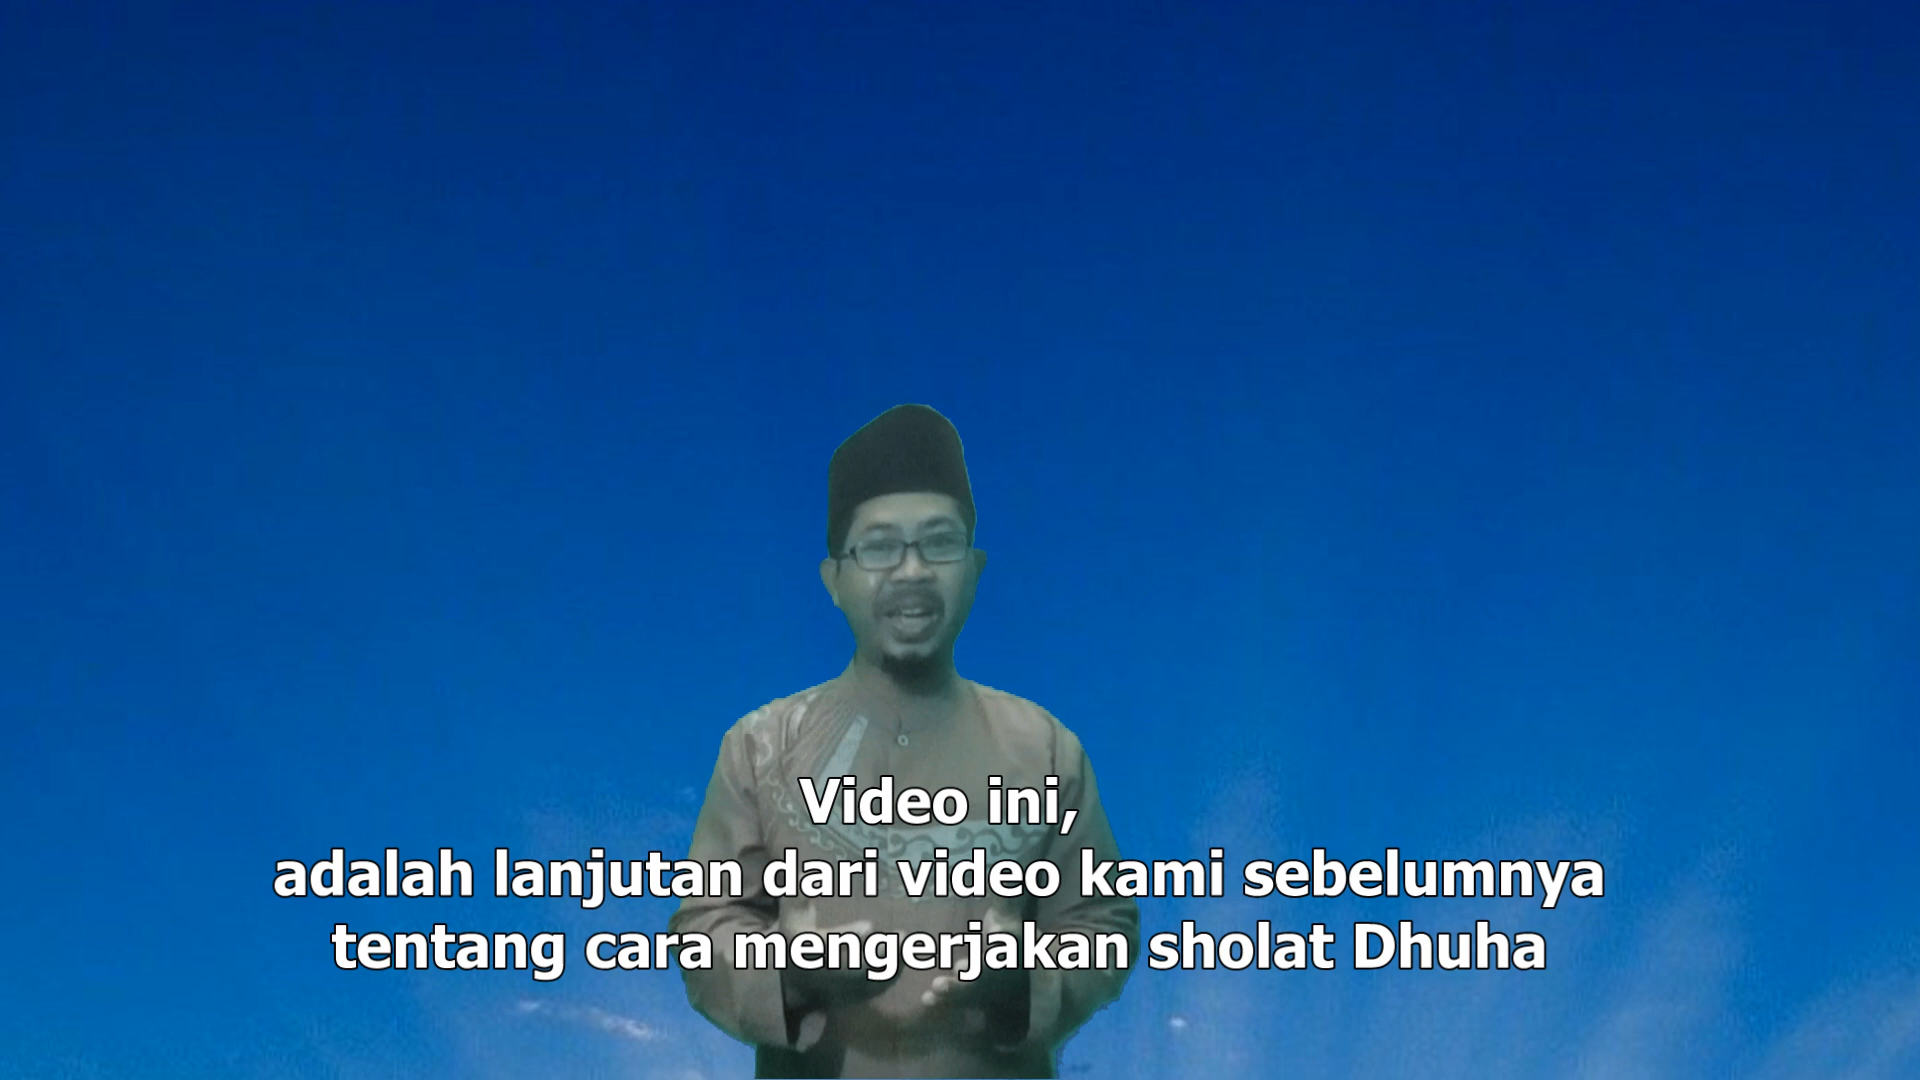 Video ini,
adalah lanjutan dari video kami sebelumnya
tentang cara mengerjakan sholat Dhuha